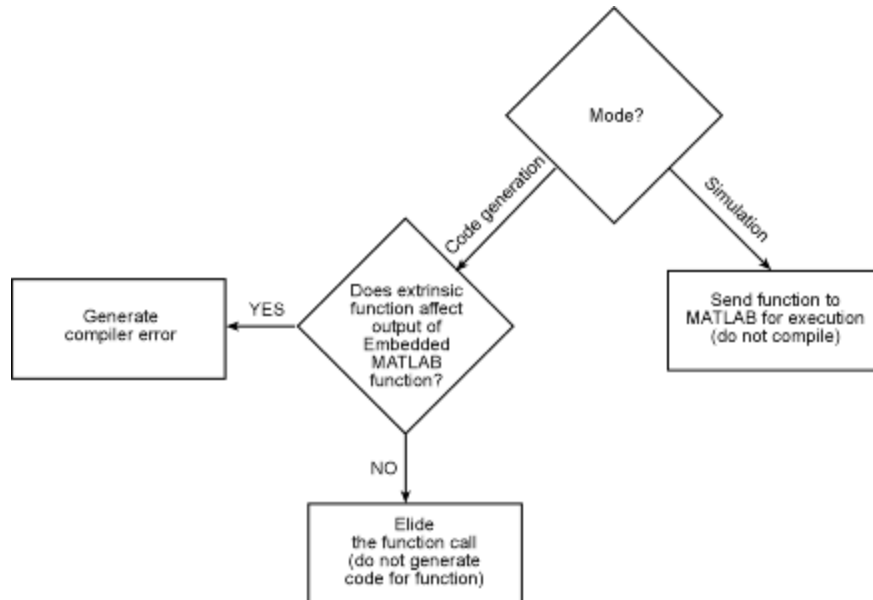 Mode?
Code generation
Simulation
Does extrinsic
function affect
output of
Embedded
MATLAB
function?
YES
Generate
compiler error
Send function to
MATLAB for execution
(do not compile)
NO
Elide
the function call
(do not generate
code for function)